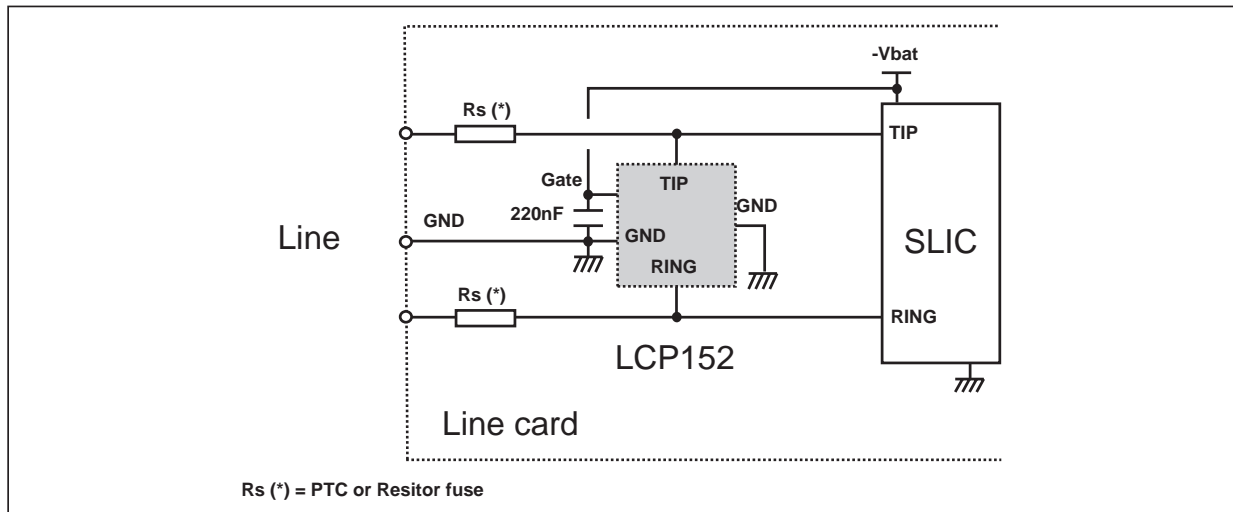 -Vbat
Rs (*)
TIP
Gate
TIP
220nF
GND
GND
GND
Line
SLIC
RING
Rs (*)
RING
LCP152
Line card
Rs (*) = PTC or Resitor fuse